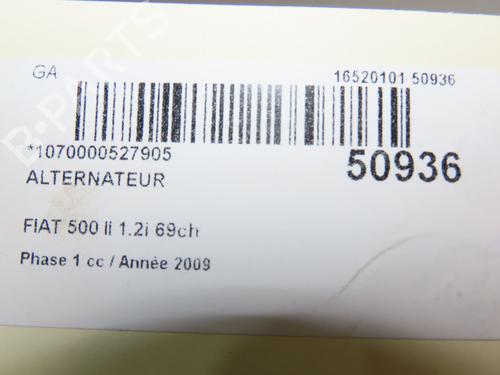 B-PARTS
GA
16520101 50936
*1070000527905
50936
ALTERNATEUR
FIAT 500 II 1.2i 69ch
Phase 1 cc / Année 2009